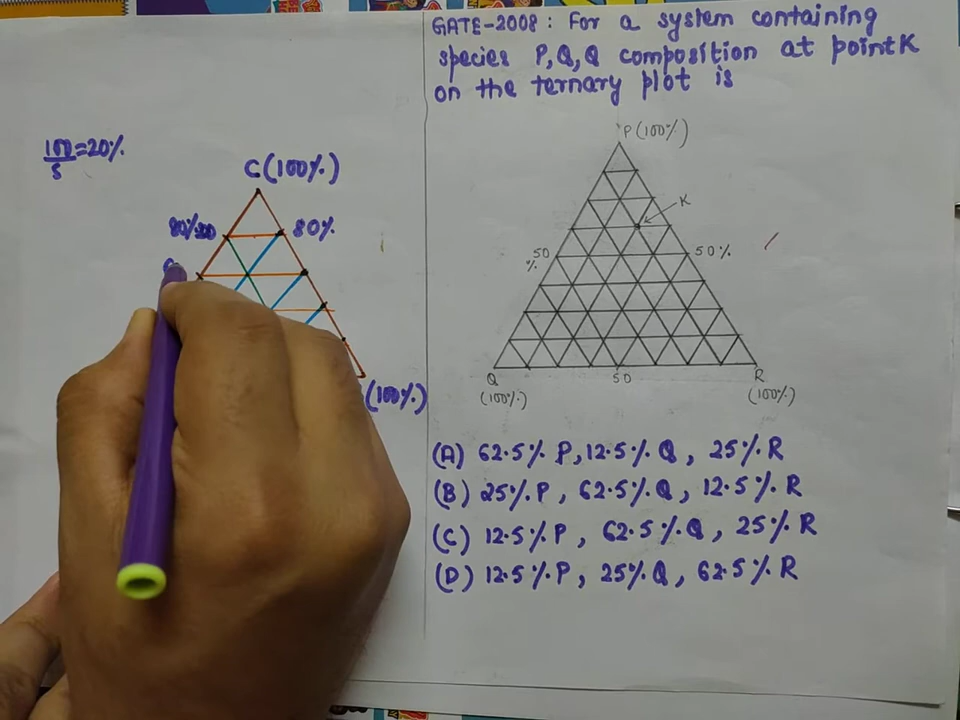 100/5=20%
C(100%)
80%
80%
(100%)
GATE-2008: For a system containing
species P,Q,Q composition at point K
on the ternary plot is
P(100%)
K
50
%
50%
Q
(100%)
50
R
(100%)
(A) 62.5% P, 12.5% Q, 25% R
(B) 25% P, 62.5% Q, 12.5% R
(C) 12.5% P, 62.5% Q, 25% R
(D) 12.5% P, 25% Q, 62.5% R